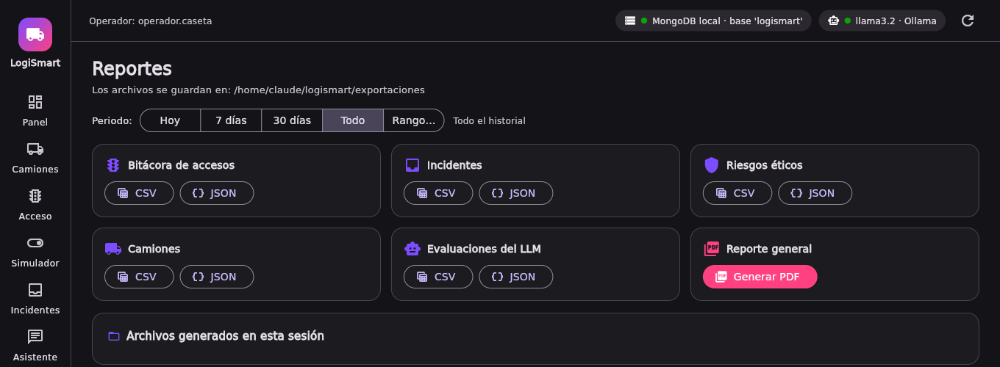 Operador: operador.caseta
MongoDB local · base 'logismart'
llama3.2 · Ollama
LogiSmart
Panel
Camiones
Acceso
Simulador
Incidentes
Asistente
Reportes
Los archivos se guardan en: /home/claude/logismart/exportaciones
Periodo:
Hoy
7 días
30 días
Todo
Rango...
Todo el historial
Bitácora de accesos
CSV
JSON
Incidentes
CSV
JSON
Riesgos éticos
CSV
JSON
Camiones
CSV
JSON
Evaluaciones del LLM
CSV
JSON
PDF
Reporte general
PDF
Generar PDF
Archivos generados en esta sesión